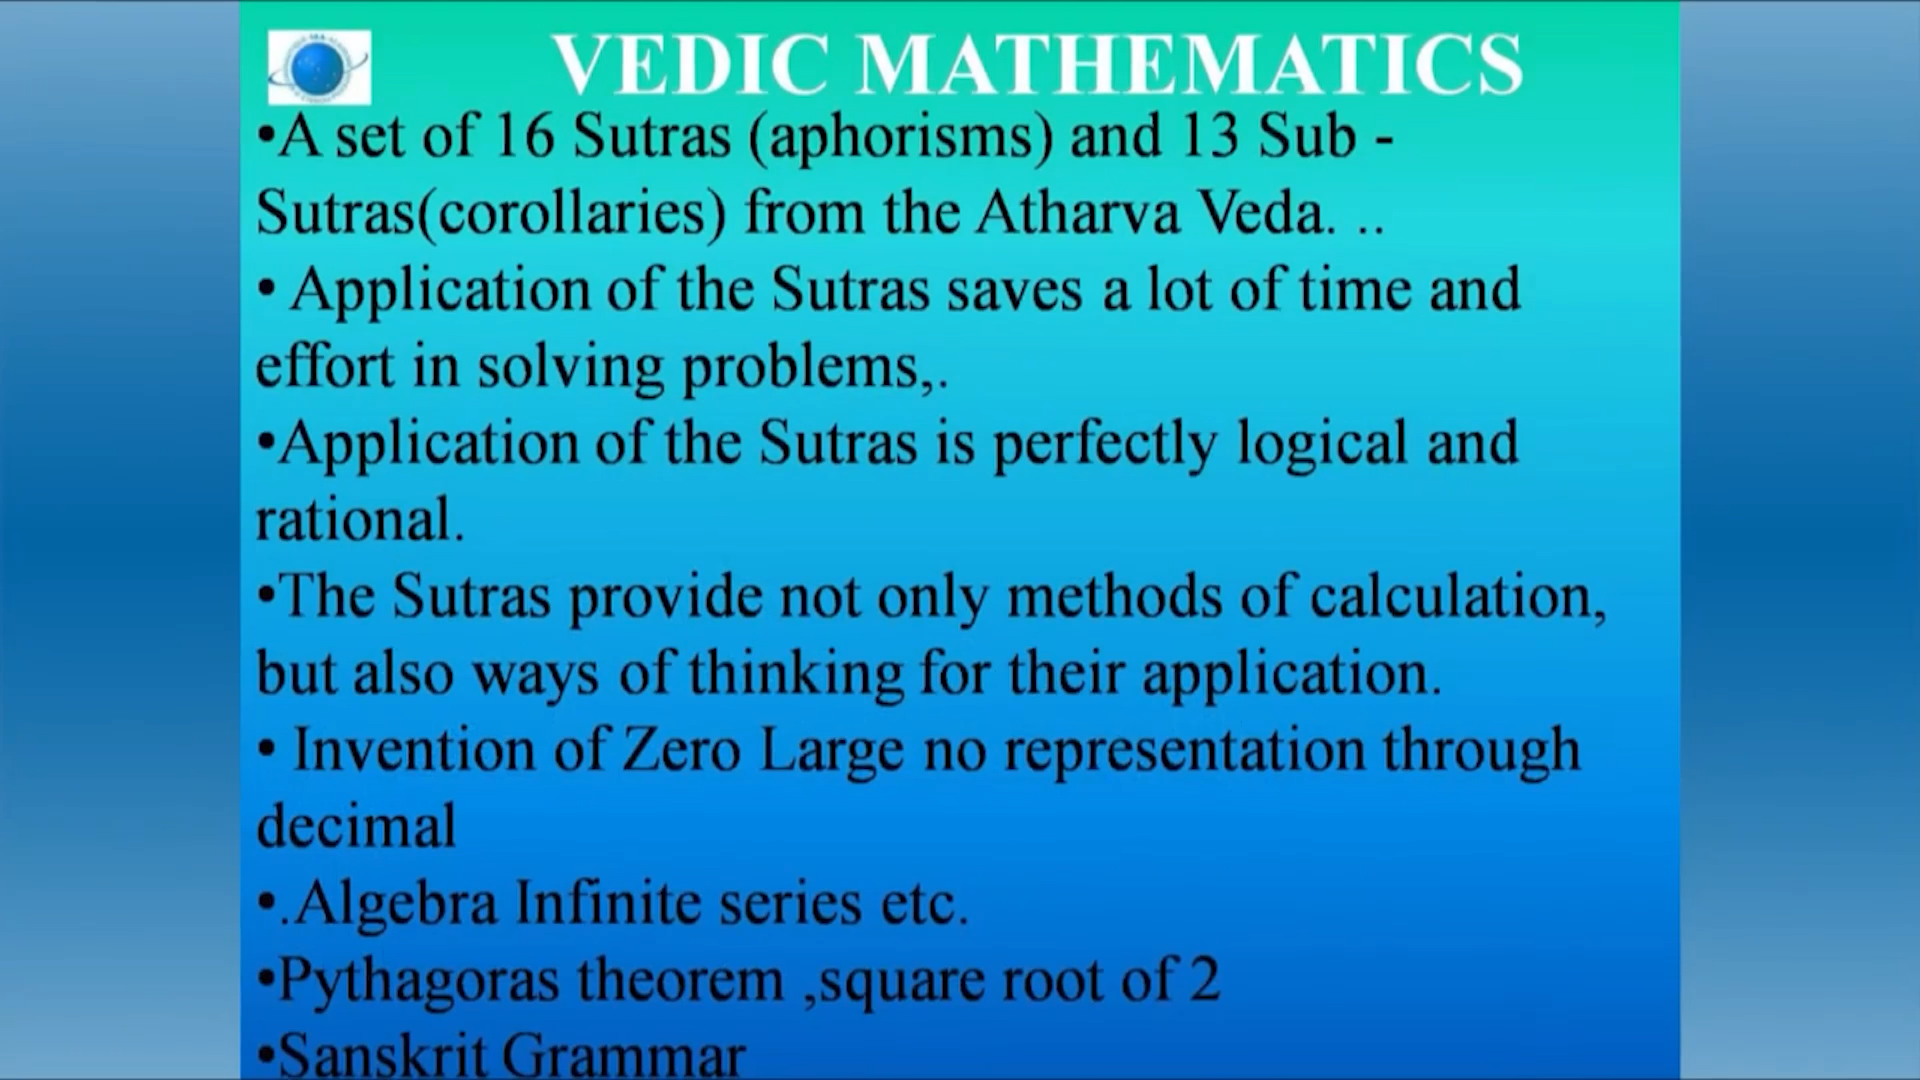 VEDIC MATHEMATICS
•A set of 16 Sutras (aphorisms) and 13 Sub -
Sutras(corollaries) from the Atharva Veda. ..
• Application of the Sutras saves a lot of time and
effort in solving problems,.
•Application of the Sutras is perfectly logical and
rational.
•The Sutras provide not only methods of calculation,
but also ways of thinking for their application.
• Invention of Zero Large no representation through
decimal
•.Algebra Infinite series etc.
•Pythagoras theorem ,square root of 2
•Sanskrit Grammar